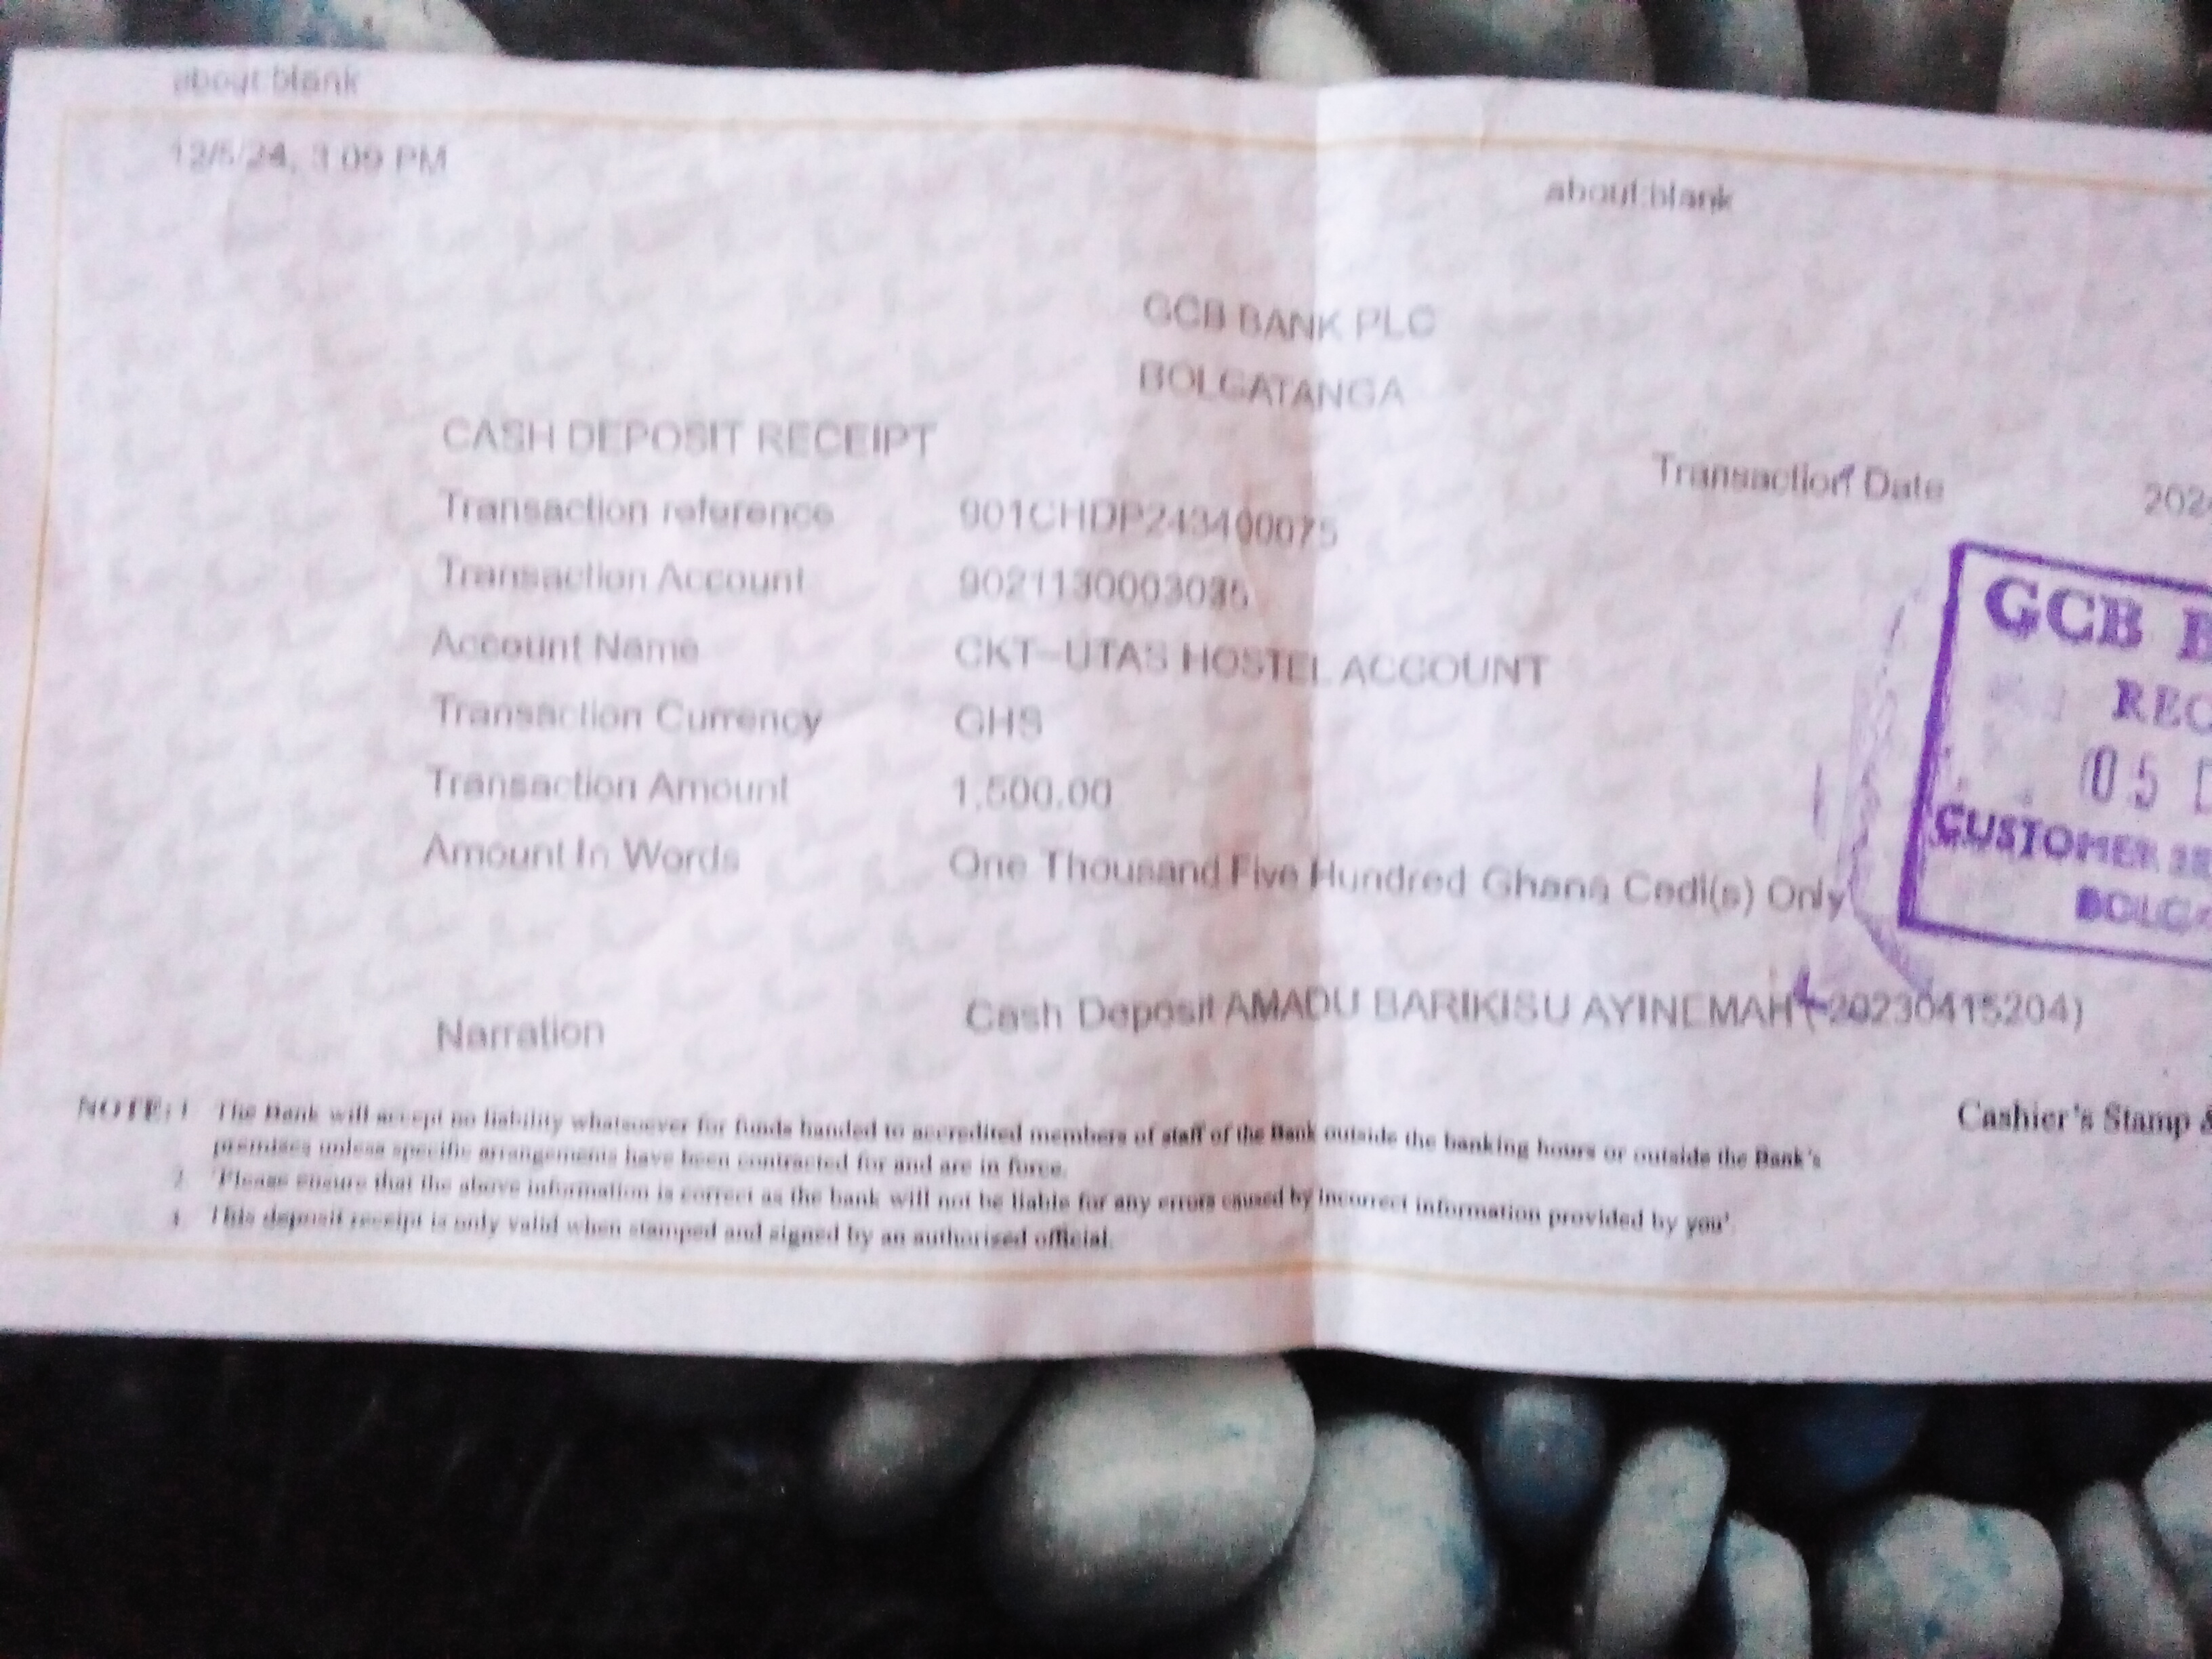 about:blank
12/5/24, 3:09 PM
about:blank
GCB BANK PLC
BOLGATANGA
CASH DEPOSIT RECEIPT
Transaction Date 202
Transaction reference 901CHDP243400075
Transaction Account 9021130003035
Account Name CKT-UTAS HOSTEL ACCOUNT
Transaction Currency GHS
Transaction Amount 1,500.00
Amount In Words One Thousand Five Hundred Ghana Cedi(s) Only
GCB B
REC
05 D
CUSTOMER SE
BOLGA
Narration Cash Deposit AMADU BARIKISU AYINEMAH ( 20230415204)
Cashier's Stamp &
NOTE: 1 The Bank will accept no liability whatsoever for funds handed to accredited members of staff of the Bank outside the banking hours or outside the Bank's
premises unless specific arrangements have been contracted for and are in force.
2 'Please ensure that the above information is correct as the bank will not be liable for any errors caused by incorrect information provided by you'
This deposit receipt is only valid when stamped and signed by an authorised official.